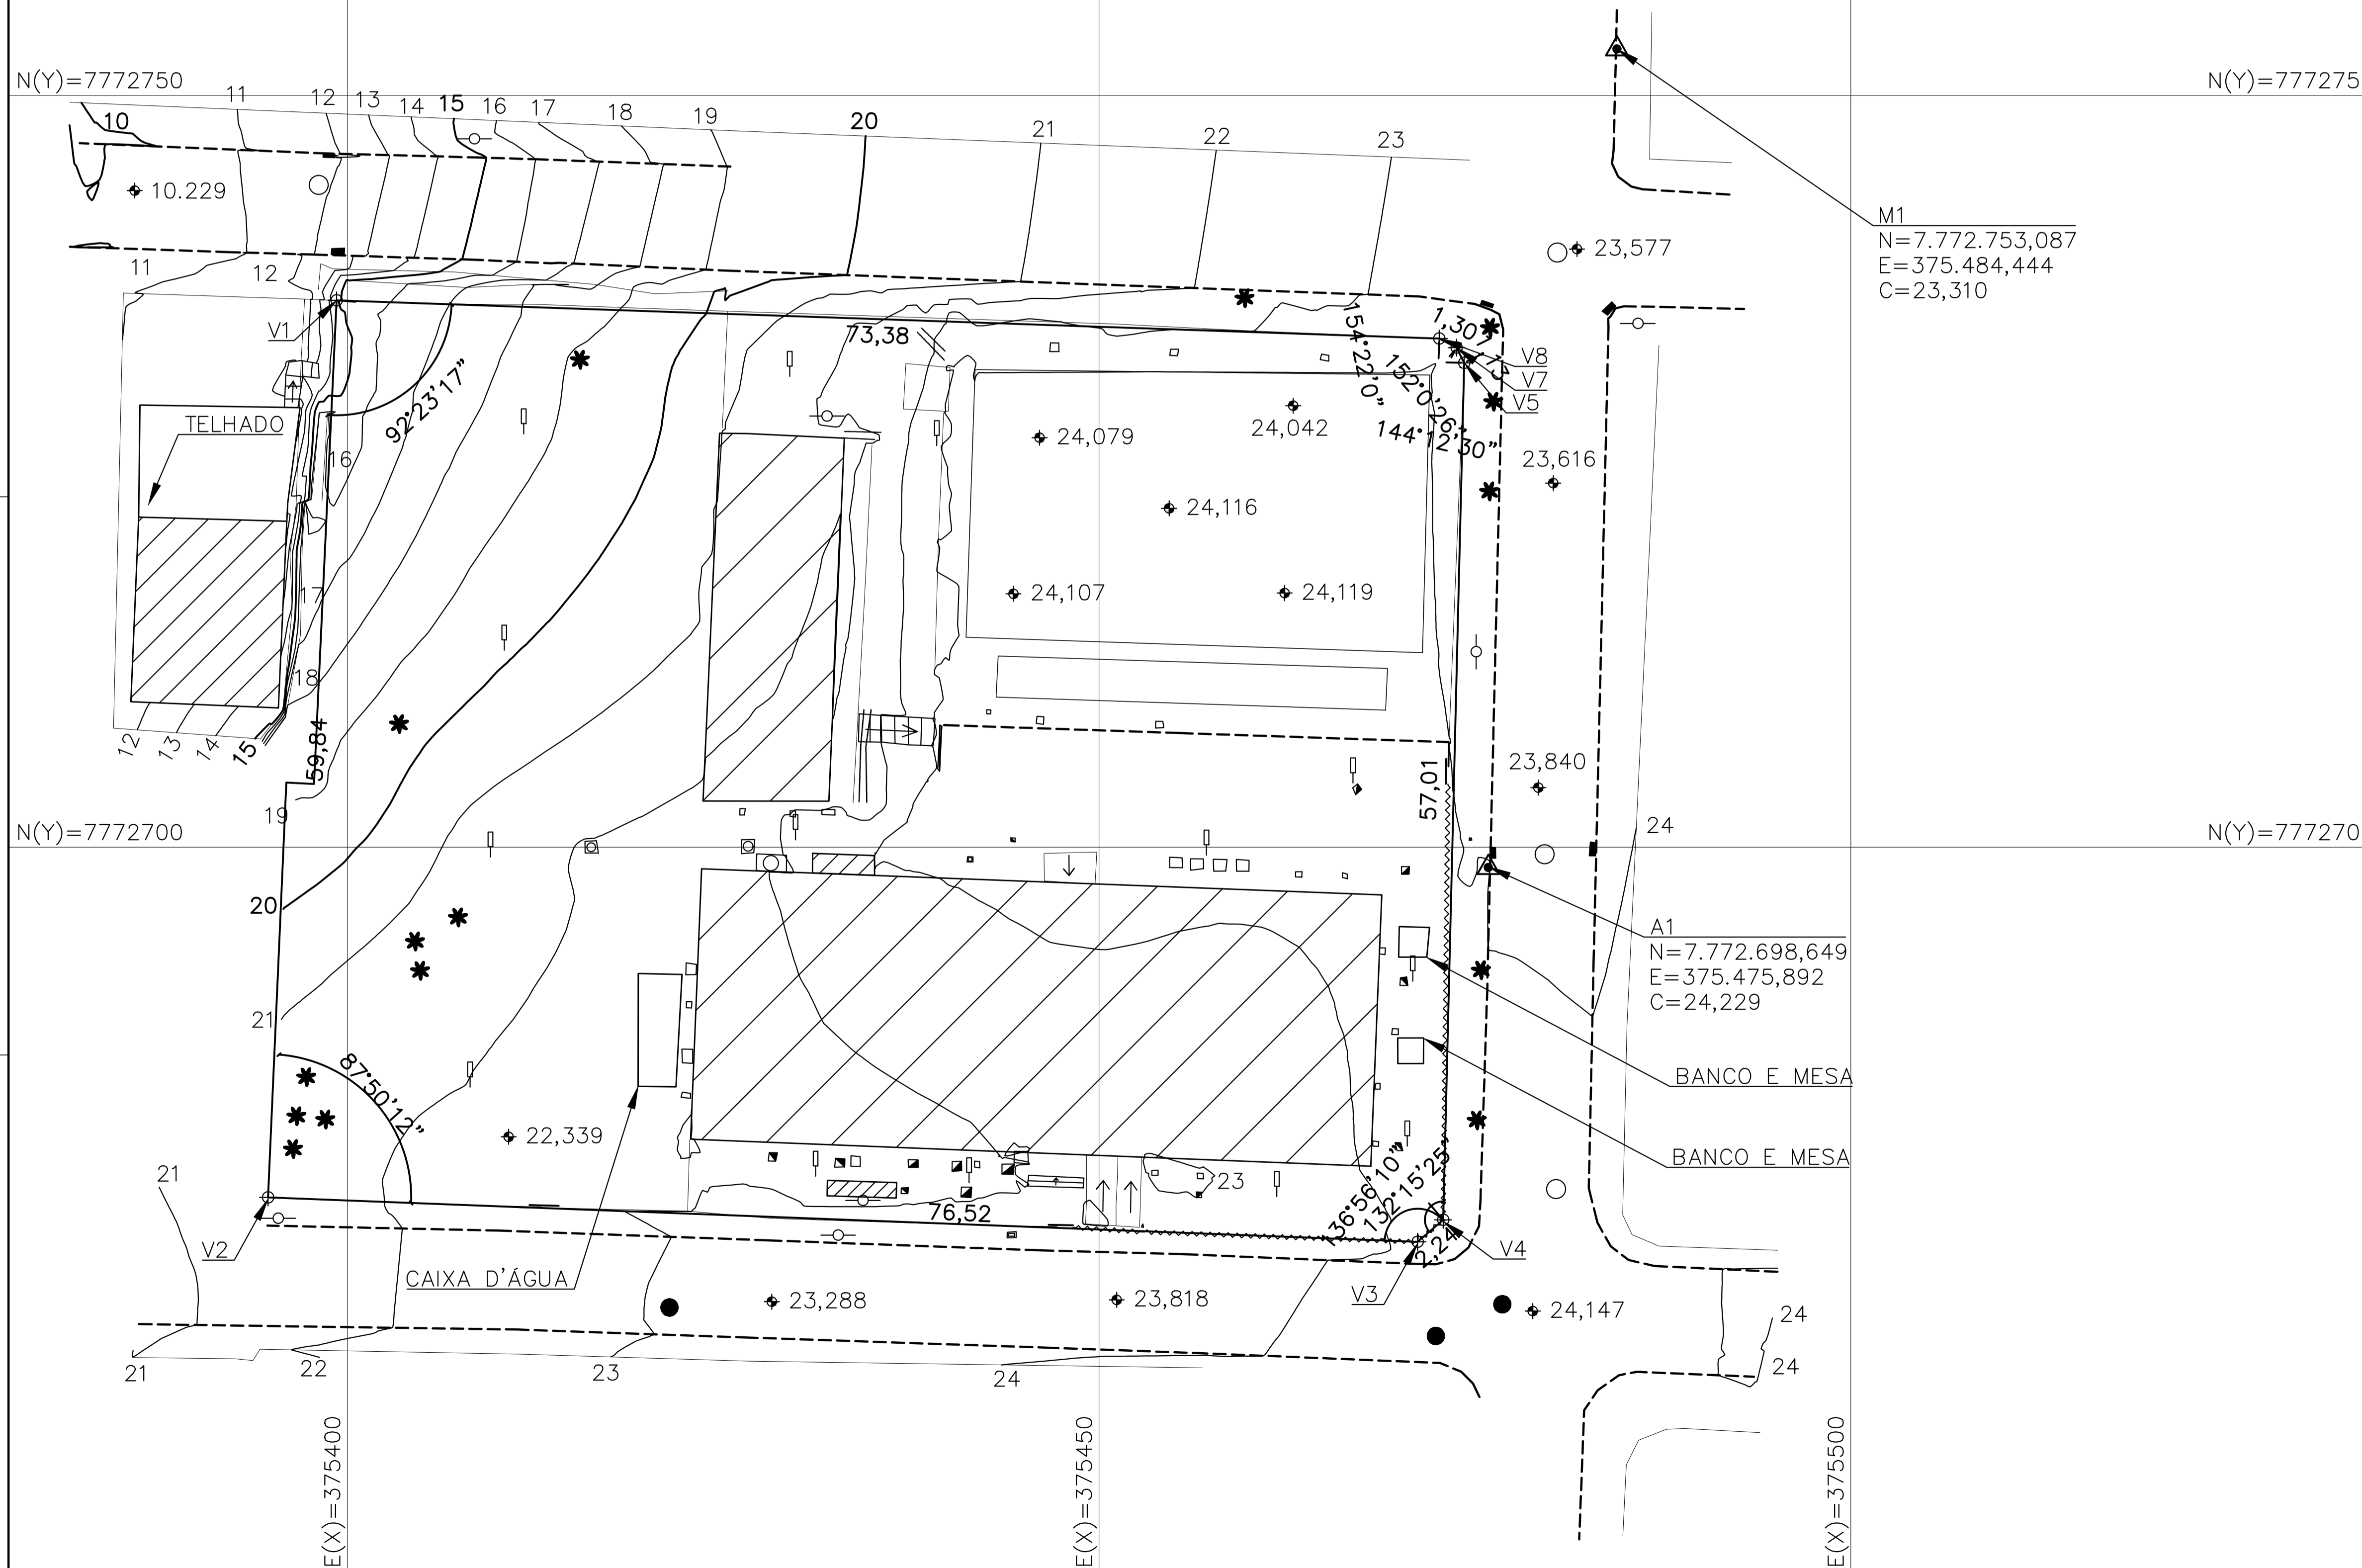 N(Y)=7772750
N(Y)=777275
11
12
13
14
15
16
17
18
19
20
21
22
23
10
10.229
11
12
M1
N=7.772.753,087
E=375.484,444
C=23,310
23,577
V1
73,38
1,30
V8
V7
V5
154°22'0"
152°0'26"
144°12'30"
92°23'17"
TELHADO
24,079
24,042
23,616
16
24,116
24,107
24,119
17
18
12
13
14
15
59,84
57,01
23,840
19
N(Y)=7772700
N(Y)=777270
24
20
A1
N=7.772.698,649
E=375.475,892
C=24,229
21
87°50'12"
BANCO E MESA
22,339
BANCO E MESA
136°56'10"
132°15'25"
21
23
76,52
2,24
V2
V4
CAIXA D'ÁGUA
V3
23,288
23,818
24,147
24
21
22
23
24
24
E(X)=375400
E(X)=375450
E(X)=375500